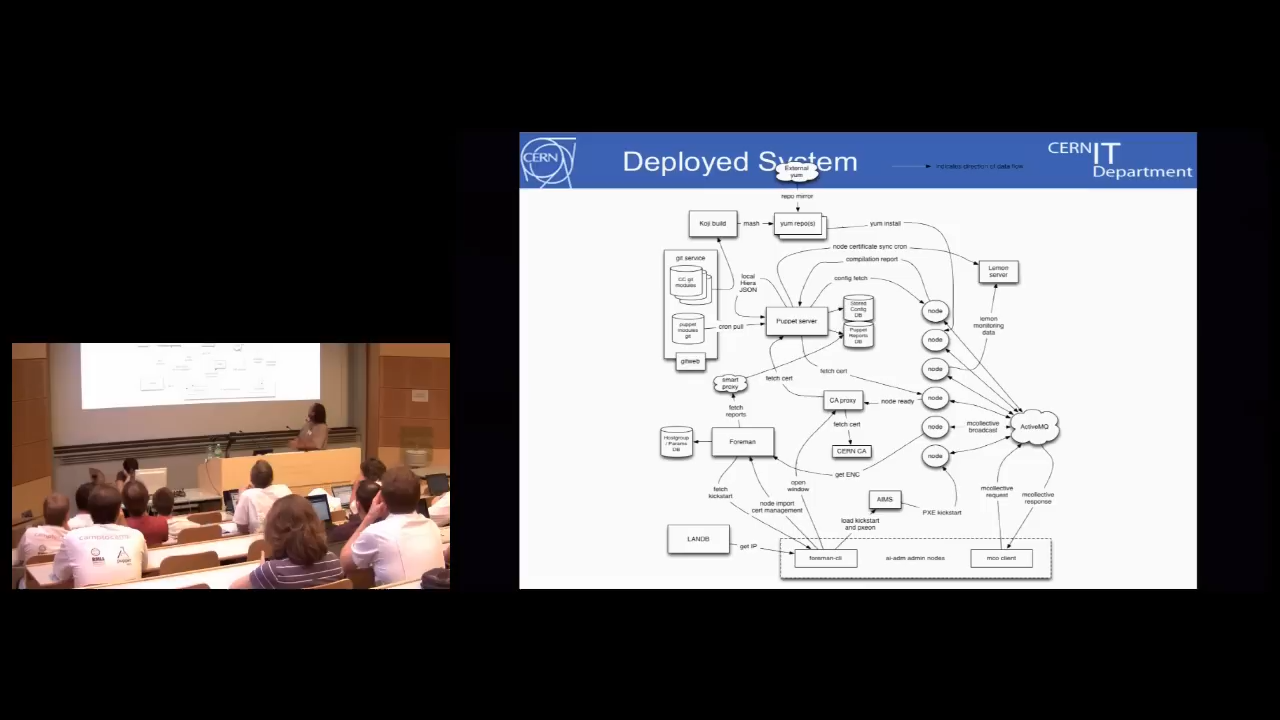 CERN
Deployed System
indicates direction of data flow
CERN IT
Department
External
yum
repo mirror
Koji build
mash
yum repo(s)
yum install
node certificate sync cron
compilation report
config fetch
Lemon
server
git service
CC git
modules
local
Hiera
JSON
puppet
modules
git
cron pull
gitweb
Puppet server
Stored
Config
DB
Puppet
Reports
DB
node
node
node
node
node
node
lemon
monitoring
data
smart
proxy
fetch cert
fetch cert
fetch
reports
CA proxy
node ready
fetch cert
CERN CA
mcollective
broadcast
ActiveMQ
Hostgroup
/ Params
DB
Foreman
get ENC
fetch
kickstart
open
window
node import
cert management
AIMS
PXE kickstart
mcollective
request
mcollective
response
load kickstart
and pxeon
LANDB
get IP
foreman-cli
ai-adm admin nodes
mco client